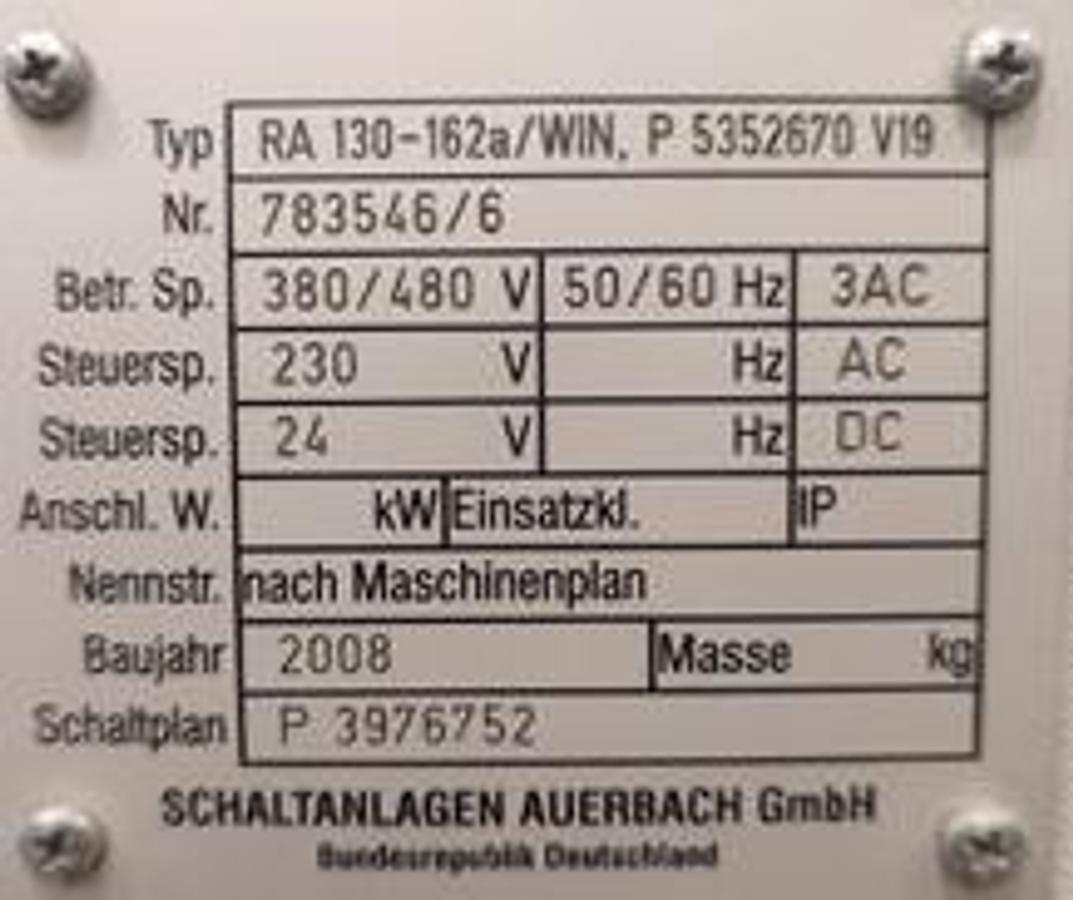 Typ RA 130-162a/WIN, P 5352670 V19
Nr. 783546/6
Betr. Sp. 380/480 V 50/60 Hz 3AC
Steuersp. 230 V Hz AC
Steuersp. 24 V Hz DC
Anschl. W. kW Einsatzkl. IP
Nennstr. nach Maschinenplan
Baujahr 2008 Masse kg
Schaltplan P 3976752
SCHALTANLAGEN AUERBACH GmbH
Bundesrepublik Deutschland